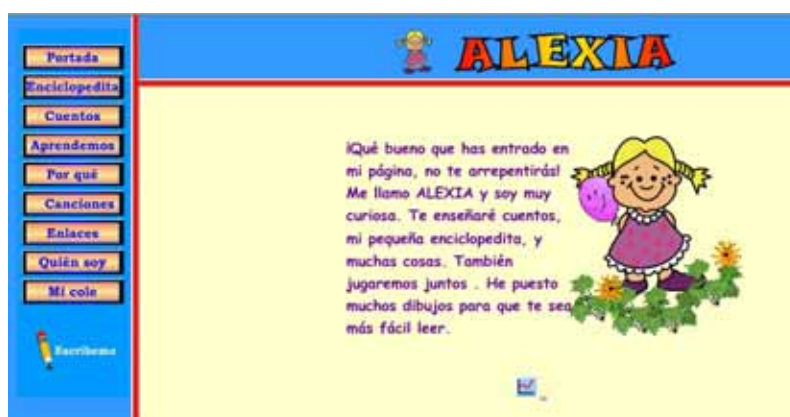 ALEXIA
Portada
Enciclopedita
Cuentos
Aprendemos
Por qué
Canciones
Enlaces
Quién soy
Mi cole
Escríbeme
¡Qué bueno que has entrado en
mi página, no te arrepentirás!
Me llamo ALEXIA y soy muy
curiosa. Te enseñaré cuentos,
mi pequeña enciclopedita, y
muchas cosas. También
jugaremos juntos . He puesto
muchos dibujos para que te sea
más fácil leer.